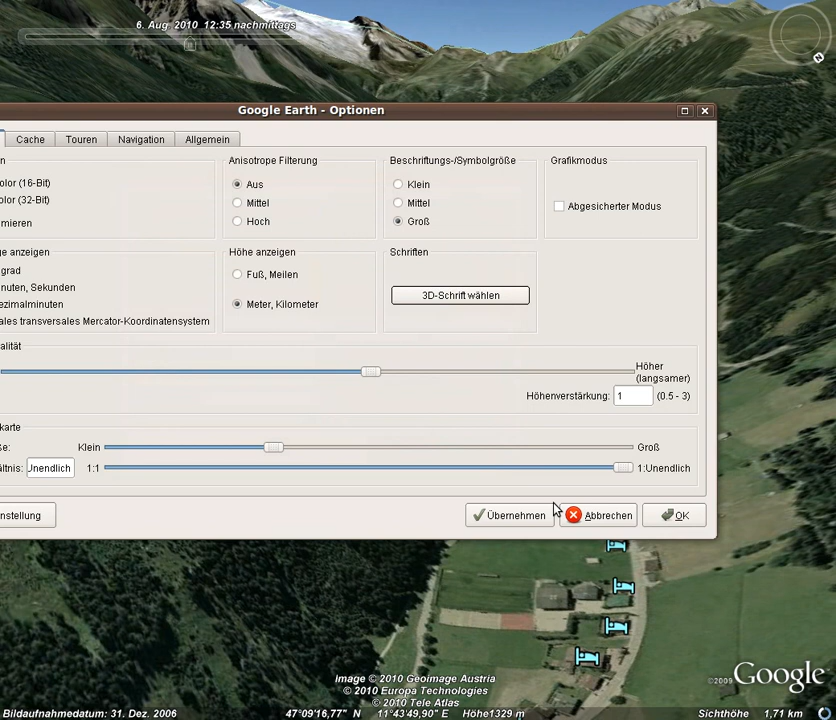 6. Aug. 2010 12:35 nachmittags
Google Earth - Optionen
Cache
Touren
Navigation
Allgemein
n
Anisotrope Filterung
Beschriftungs-/Symbolgröße
Grafikmodus
olor (16-Bit)
Aus
Klein
olor (32-Bit)
Mittel
Mittel
Abgesicherter Modus
mieren
Hoch
Groß
ge anzeigen
Höhe anzeigen
Schriften
grad
Fuß, Meilen
nuten, Sekunden
3D-Schrift wählen
ezimalminuten
Meter, Kilometer
ales transversales Mercator-Koordinatensystem
alität
Höher
(langsamer)
Höhenverstärkung: 1 (0.5 - 3)
karte
ße: Klein Groß
ältnis: Unendlich 1:1 1:Unendlich
nstellung
Übernehmen
Abbrechen
OK
Image © 2010 Geoimage Austria
© 2010 Europa Technologies
© 2010 Tele Atlas
©2009 Google
Bildaufnahmedatum: 31. Dez. 2006 47°09'16,77" N 11°43'49,90" E Höhe1329 m Sichthöhe 1,71 km